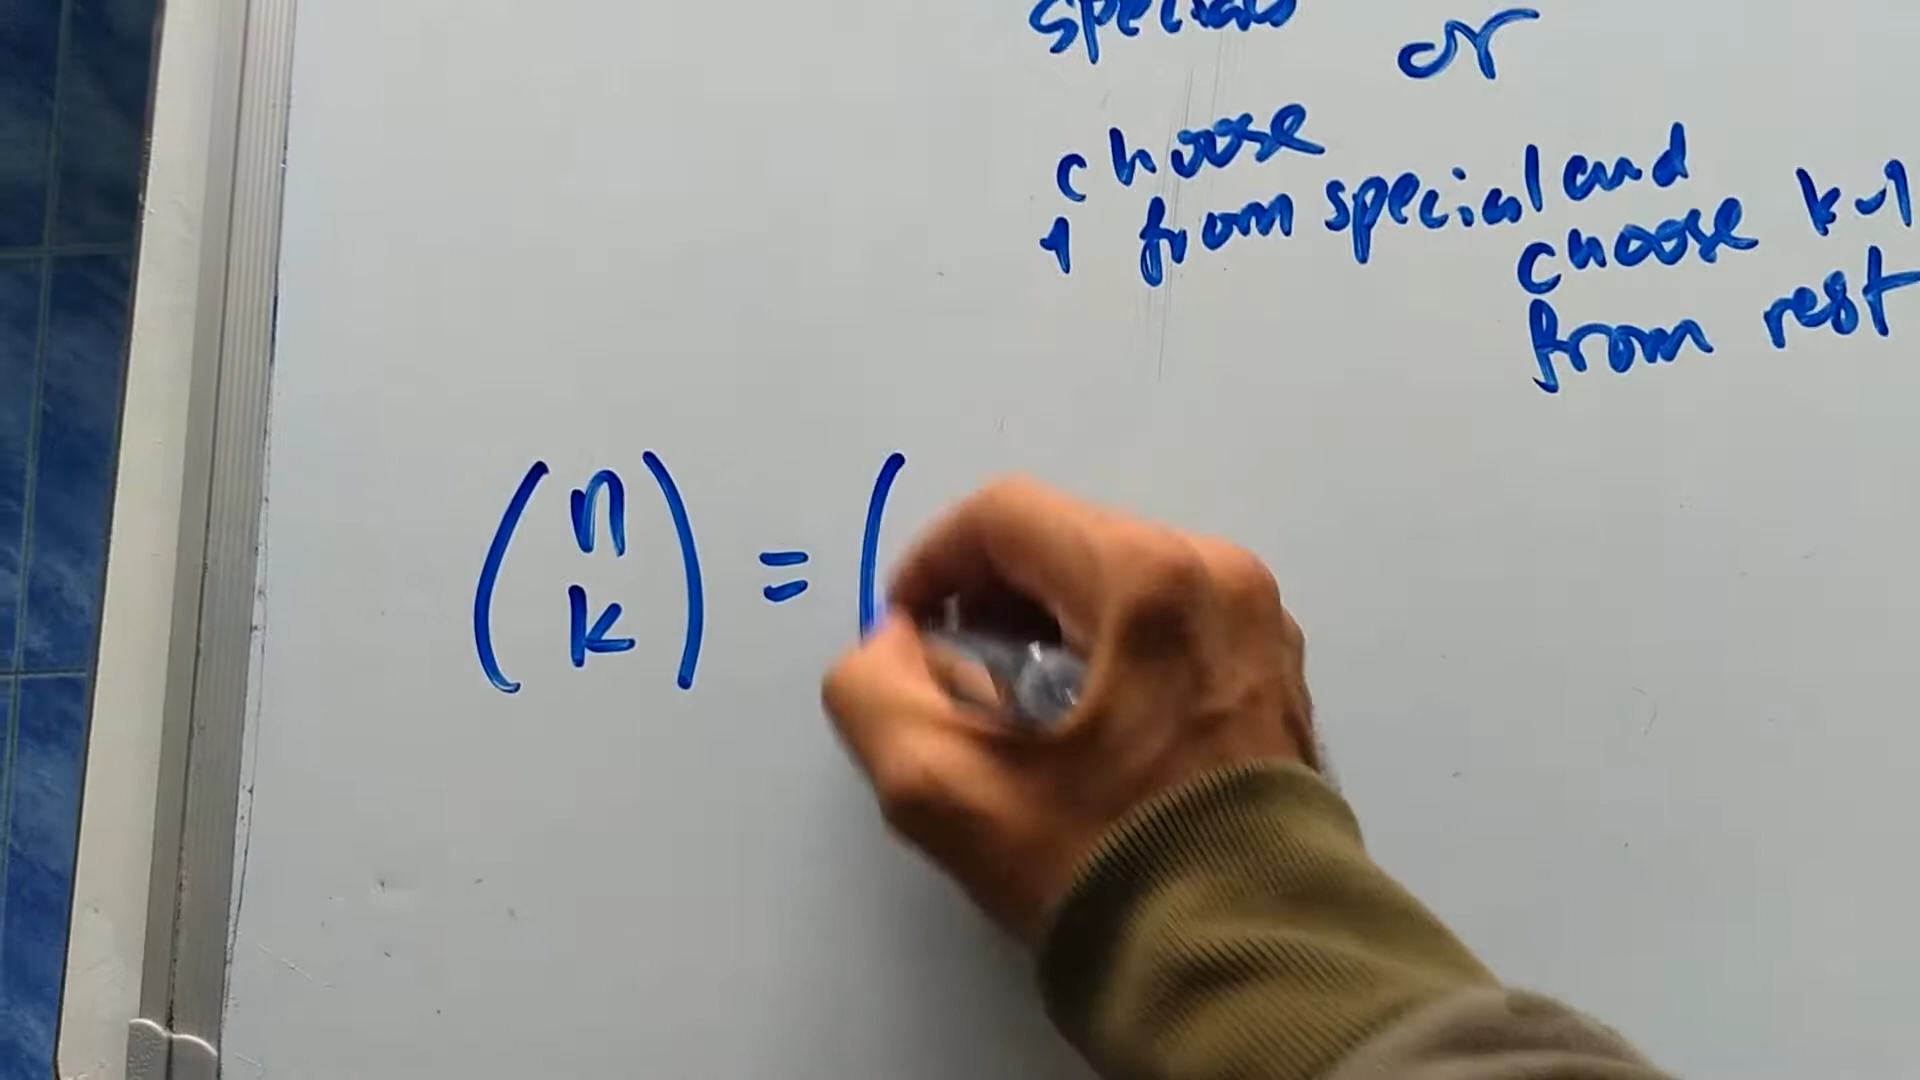 specials or
choose
1 from special and
choose k-1
from rest
(n
k) = (